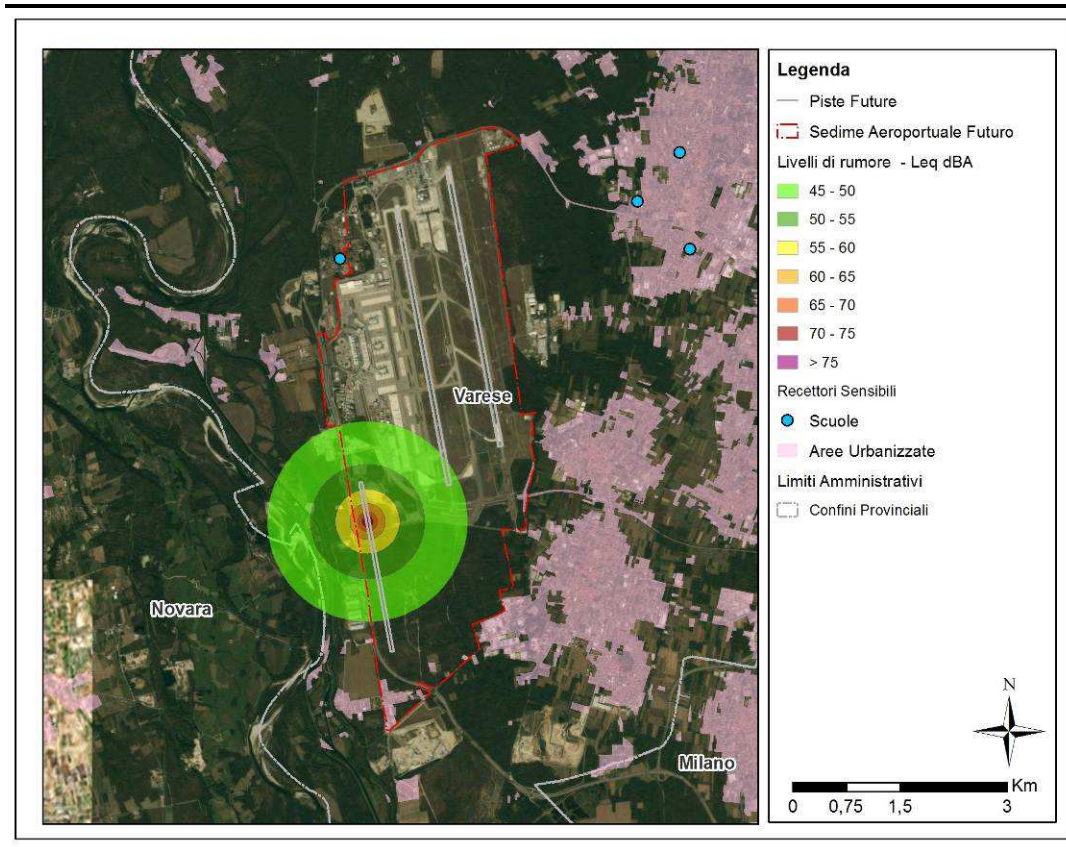 Varese
Novara
Milano
Legenda
Piste Future
Sedime Aeroportuale Futuro
Livelli di rumore - Leq dBA
45 - 50
50 - 55
55 - 60
60 - 65
65 - 70
70 - 75
> 75
Recettori Sensibili
Scuole
Aree Urbanizzate
Limiti Amministrativi
Confini Provinciali
N
Km
0 0,75 1,5 3